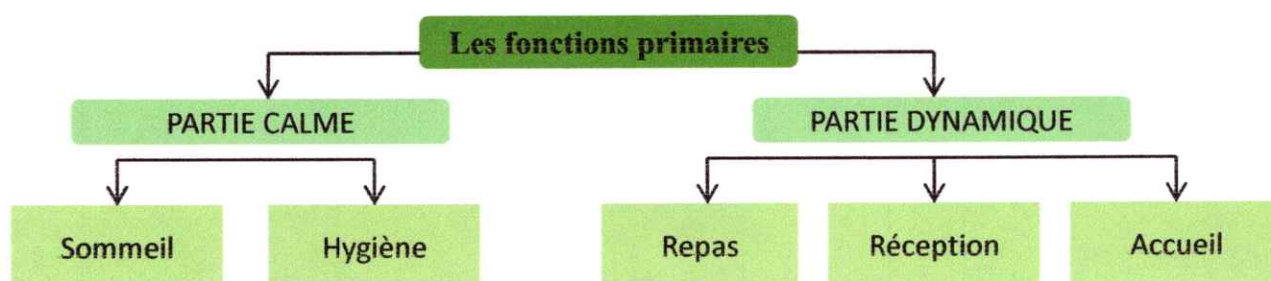 Les fonctions primaires
PARTIE CALME
PARTIE DYNAMIQUE
Sommeil
Hygiène
Repas
Réception
Accueil